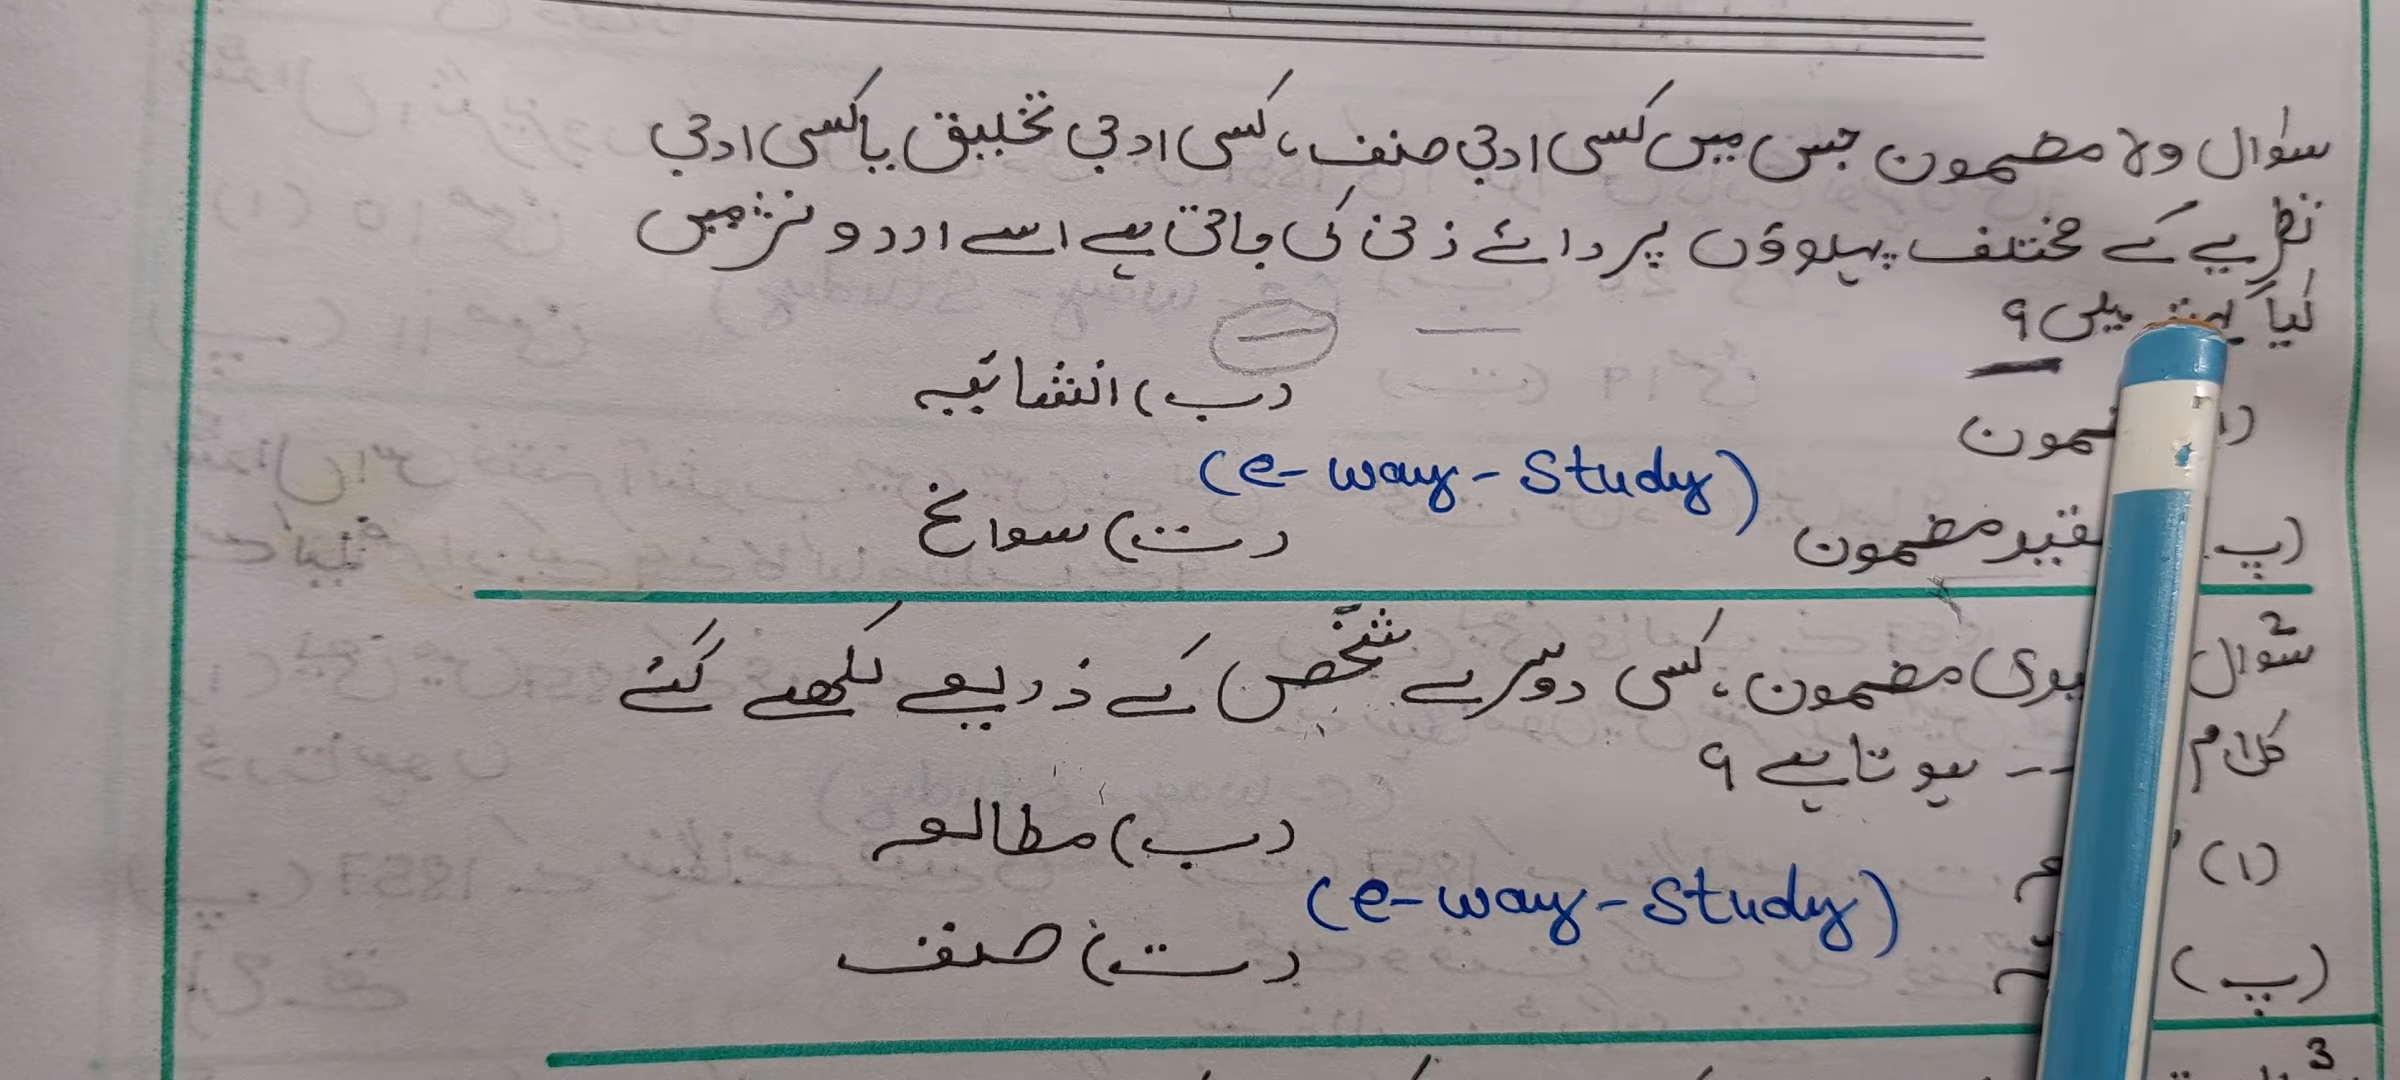 سوال وہ مضمون جس میں کسی ادبی صنف، کسی ادبی تخلیق یا کسی ادبی
نظریے کے مختلف پہلوؤں پر رائے زنی کی جاتی ہے اسے اردو نثر میں
کیا ہیں؟
(ب) انشائیہ
(e-way-Study)
(پ مضمون
(ت) سوانح
سوال 2 مضمون، کسی دوسرے شخص کے ذریعے لکھے گئے
کلام -- ہوتا ہے؟
(ا) (ب) مطالعہ
(e-way-Study)
(پ) (ت) صنف
3